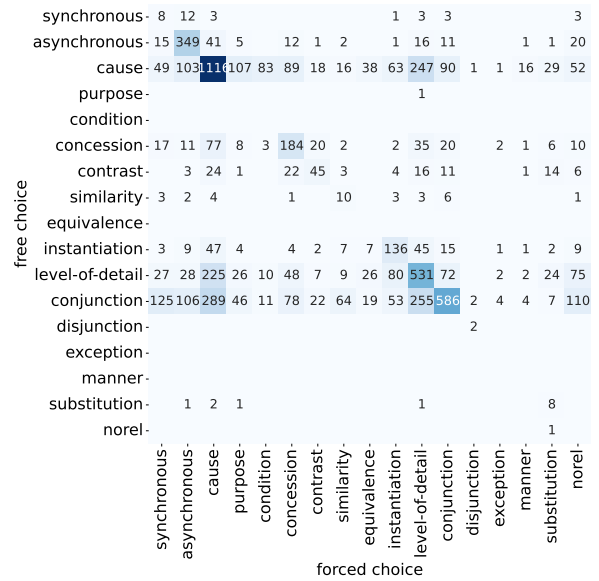 synchronous 8 12 3 1 3 3 3
asynchronous 15 349 41 5 12 1 2 1 16 11 1 1 20
cause 49 103 1116 107 83 89 18 16 38 63 247 90 1 1 16 29 52
purpose 1
condition
concession 17 11 77 8 3 184 20 2 2 35 20 2 1 6 10
contrast 3 24 1 22 45 3 4 16 11 1 14 6
similarity 3 2 4 1 10 3 3 6 1
equivalence
instantiation 3 9 47 4 4 2 7 7 136 45 15 1 1 2 9
level-of-detail 27 28 225 26 10 48 7 9 26 80 531 72 2 2 24 75
conjunction 125 106 289 46 11 78 22 64 19 53 255 586 2 4 4 7 110
disjunction 2
exception
manner
substitution 1 2 1 1 8
norel 1
free choice
synchronous
asynchronous
cause
purpose
condition
concession
contrast
similarity
equivalence
instantiation
level-of-detail
conjunction
disjunction
exception
manner
substitution
norel
forced choice